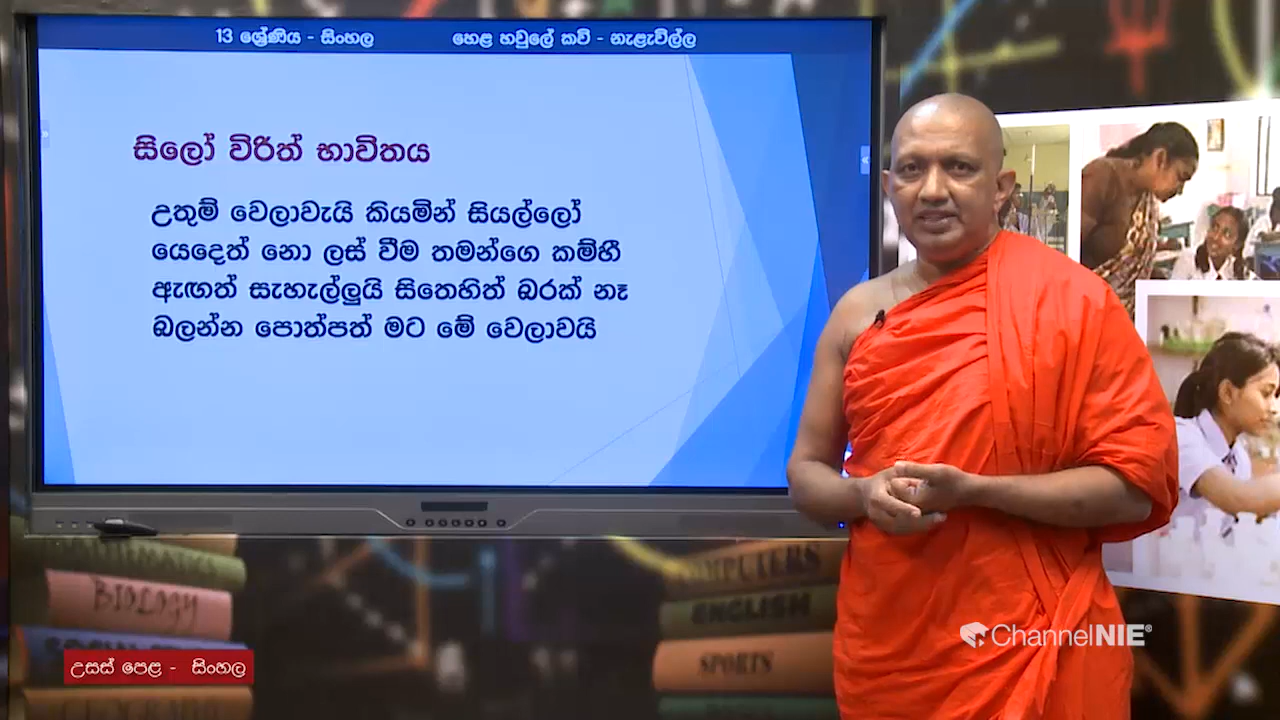 13 ශ්‍රේණිය - සිංහල
හෙළ හවුලේ කවි - නැළැවිල්ල
සිලෝ විරිත් භාවිතය
උතුම් වෙලාවැයි කියමින් සියල්ලෝ
යෙදෙත් නො ලස් වීම තමන්ගෙ කම්හී
ඇඟත් සැහැල්ලුයි සිතෙහිත් බරක් නෑ
බලන්න පොත්පත් මට මේ වෙලාවයි
BIOLOGY
COMPUTERS
ENGLISH
SPORTS
උසස් පෙළ - සිංහල
ChannelNIE®